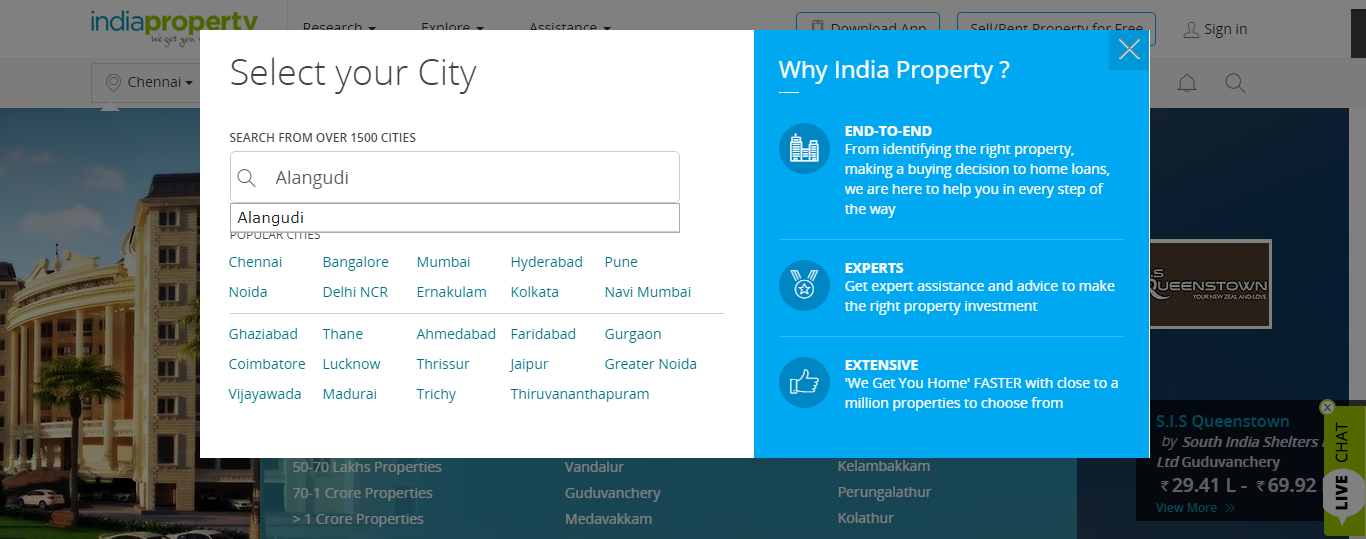 indiaproperty
We get you
Research
Explore
Assistance
Download App
Sell/Rent Property for Free
Sign in
Chennai
Select your City
SEARCH FROM OVER 1500 CITIES
Alangudi
Alangudi
POPULAR CITIES
Chennai Bangalore Mumbai Hyderabad Pune
Noida Delhi NCR Ernakulam Kolkata Navi Mumbai
Ghaziabad Thane Ahmedabad Faridabad Gurgaon
Coimbatore Lucknow Thrissur Jaipur Greater Noida
Vijayawada Madurai Trichy Thiruvananthapuram
Why India Property ?
END-TO-END
From identifying the right property,
making a buying decision to home loans,
we are here to help you in every step of
the way
EXPERTS
Get expert assistance and advice to make
the right property investment
EXTENSIVE
'We Get You Home' FASTER with close to a
million properties to choose from
QUEENSTOWN
YOUR NEW ZEAL AND LOVE
50-70 Lakhs Properties Vandalur Kelambakkam
70-1 Crore Properties Guduvanchery Perungalathur
> 1 Crore Properties Medavakkam Kolathur
x
S.I.S Queenstown
by South India Shelters
Ltd Guduvanchery
₹29.41 L - ₹69.92
View More »
LIVE CHAT